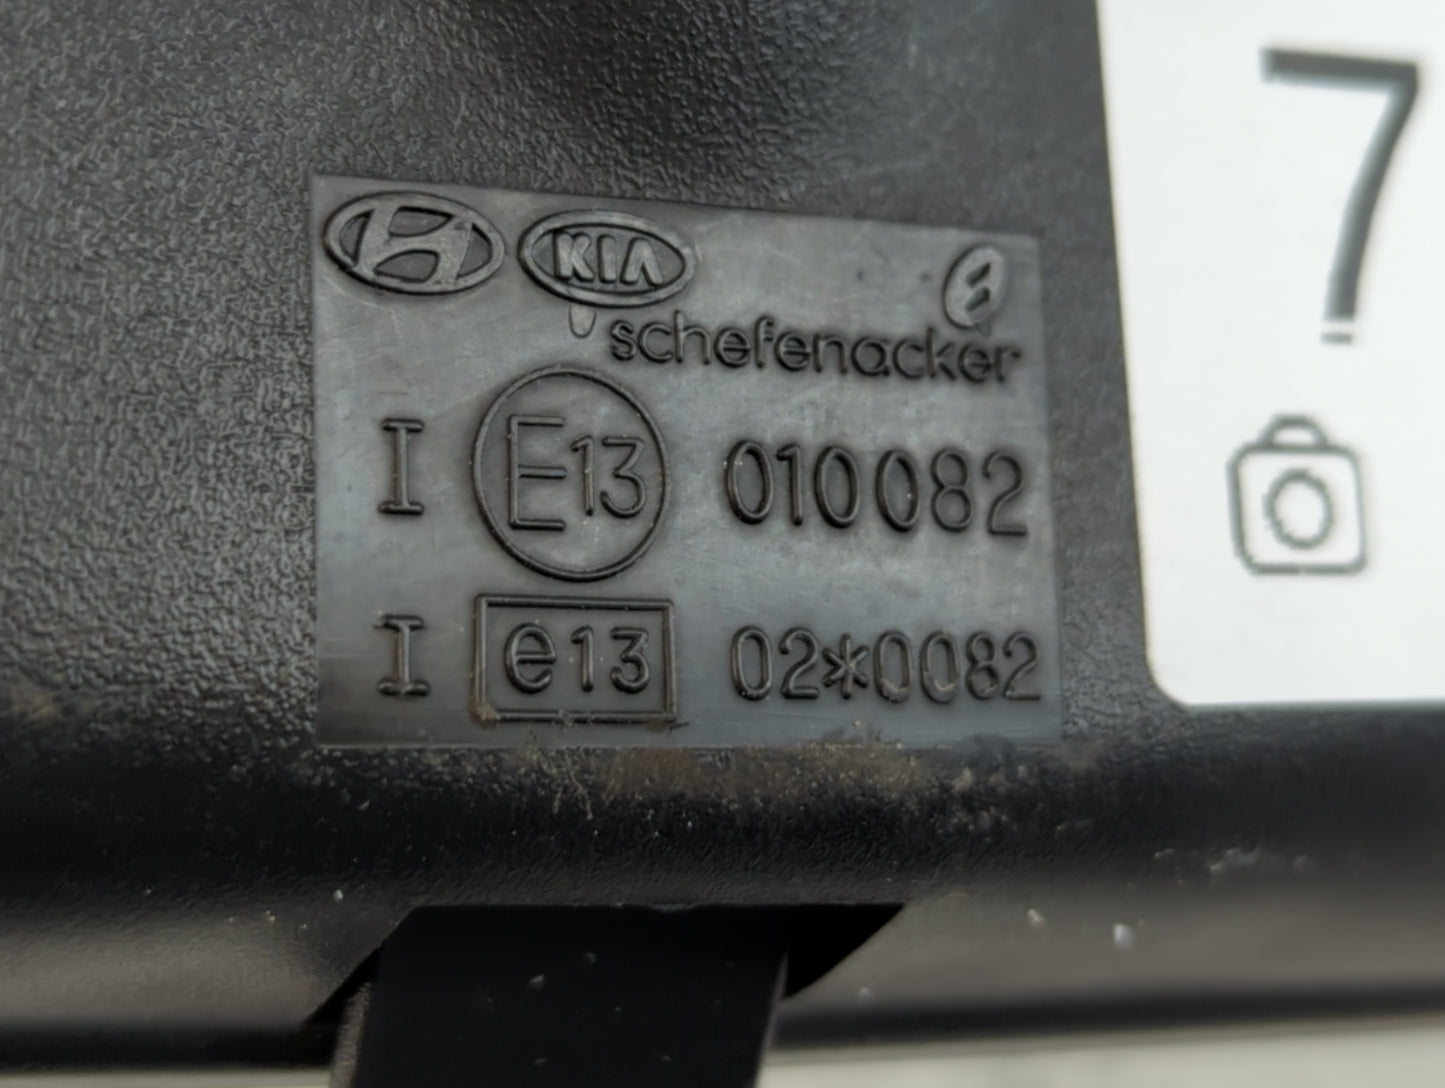 KIA
schefenacker
I E13 010082
I e13 02*0082
7